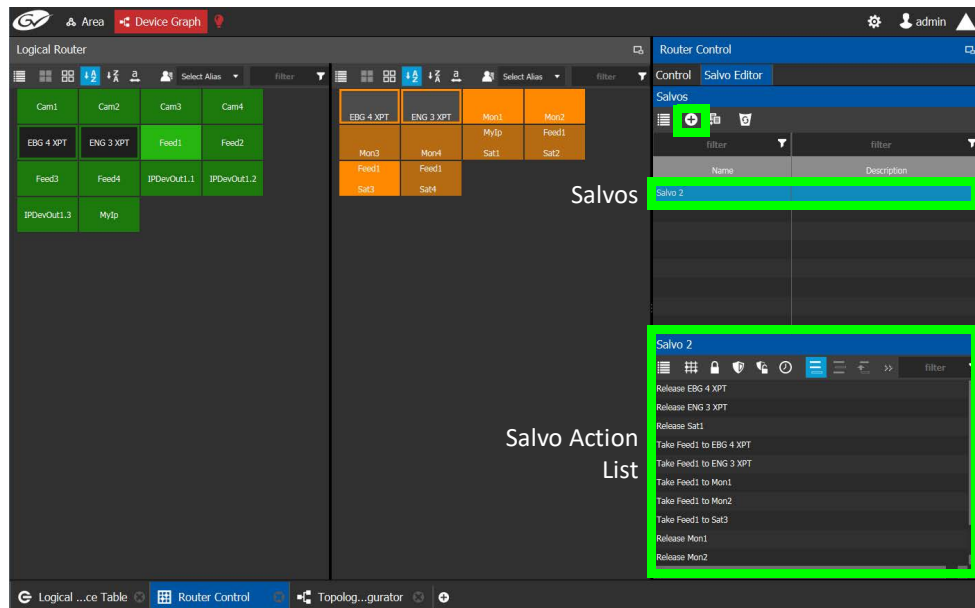 GV Area Device Graph admin
Logical Router
Router Control
Select Alias filter
Select Alias filter
Control Salvo Editor
Salvos
filter filter
Name Description
Salvo 2
Cam1 Cam2 Cam3 Cam4
EBG 4 XPT ENG 3 XPT Feed1 Feed2
Feed3 Feed4 IPDevOut1.1 IPDevOut1.2
IPDevOut1.3 MyIp
EBG 4 XPT ENG 3 XPT Mon1 Mon2
MyIp Feed1
Mon3 Mon4 Sat1 Sat2
Feed1 Feed1
Sat3 Sat4
Salvos
Salvo 2
filter
Release EBG 4 XPT
Release ENG 3 XPT
Release Sat1
Take Feed1 to EBG 4 XPT
Take Feed1 to ENG 3 XPT
Take Feed1 to Mon1
Take Feed1 to Mon2
Take Feed1 to Sat3
Release Mon1
Release Mon2
Salvo Action
List
Logical ...ce Table Router Control Topolog...gurator